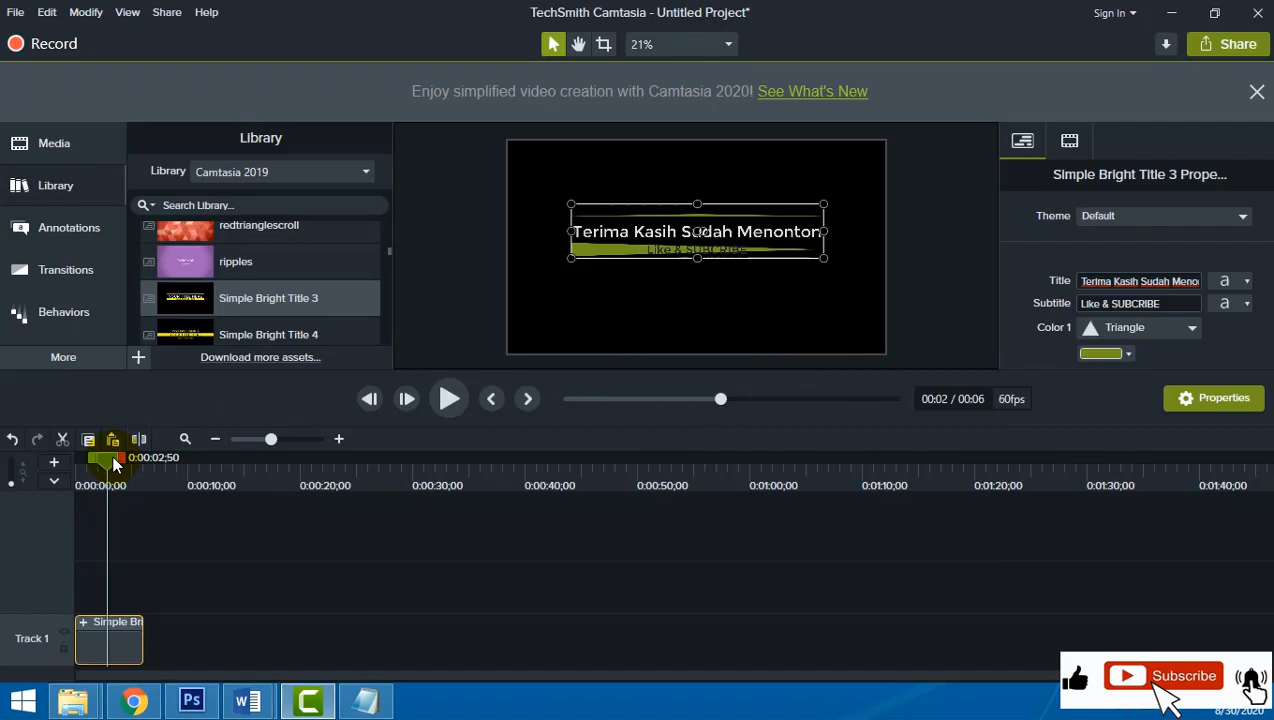 File Edit Modify View Share Help
TechSmith Camtasia - Untitled Project*
Sign In
Record
21%
Share
Enjoy simplified video creation with Camtasia 2020! See What's New
Media
Library
Annotations
Transitions
Behaviors
More
Library
Library Camtasia 2019
Search Library...
redtrianglescroll
ripples
Simple Bright Title 3
Simple Bright Title 4
Download more assets...
Terima Kasih Sudah Menonton
Like & SUBCRIBE
Simple Bright Title 3 Prope...
Theme Default
Title Terima Kasih Sudah Meno
a
Subtitle Like & SUBCRIBE
a
Color 1 Triangle
00:02 / 00:06 60fps
Properties
0:00:02;50
0:00:00;00 0:00:10;00 0:00:20;00 0:00:30;00 0:00:40;00 0:00:50;00 0:01:00;00 0:01:10;00 0:01:20;00 0:01:30;00 0:01:40;00
Track 1
Simple Bri
Subscribe
Ps
W
8/30/2020